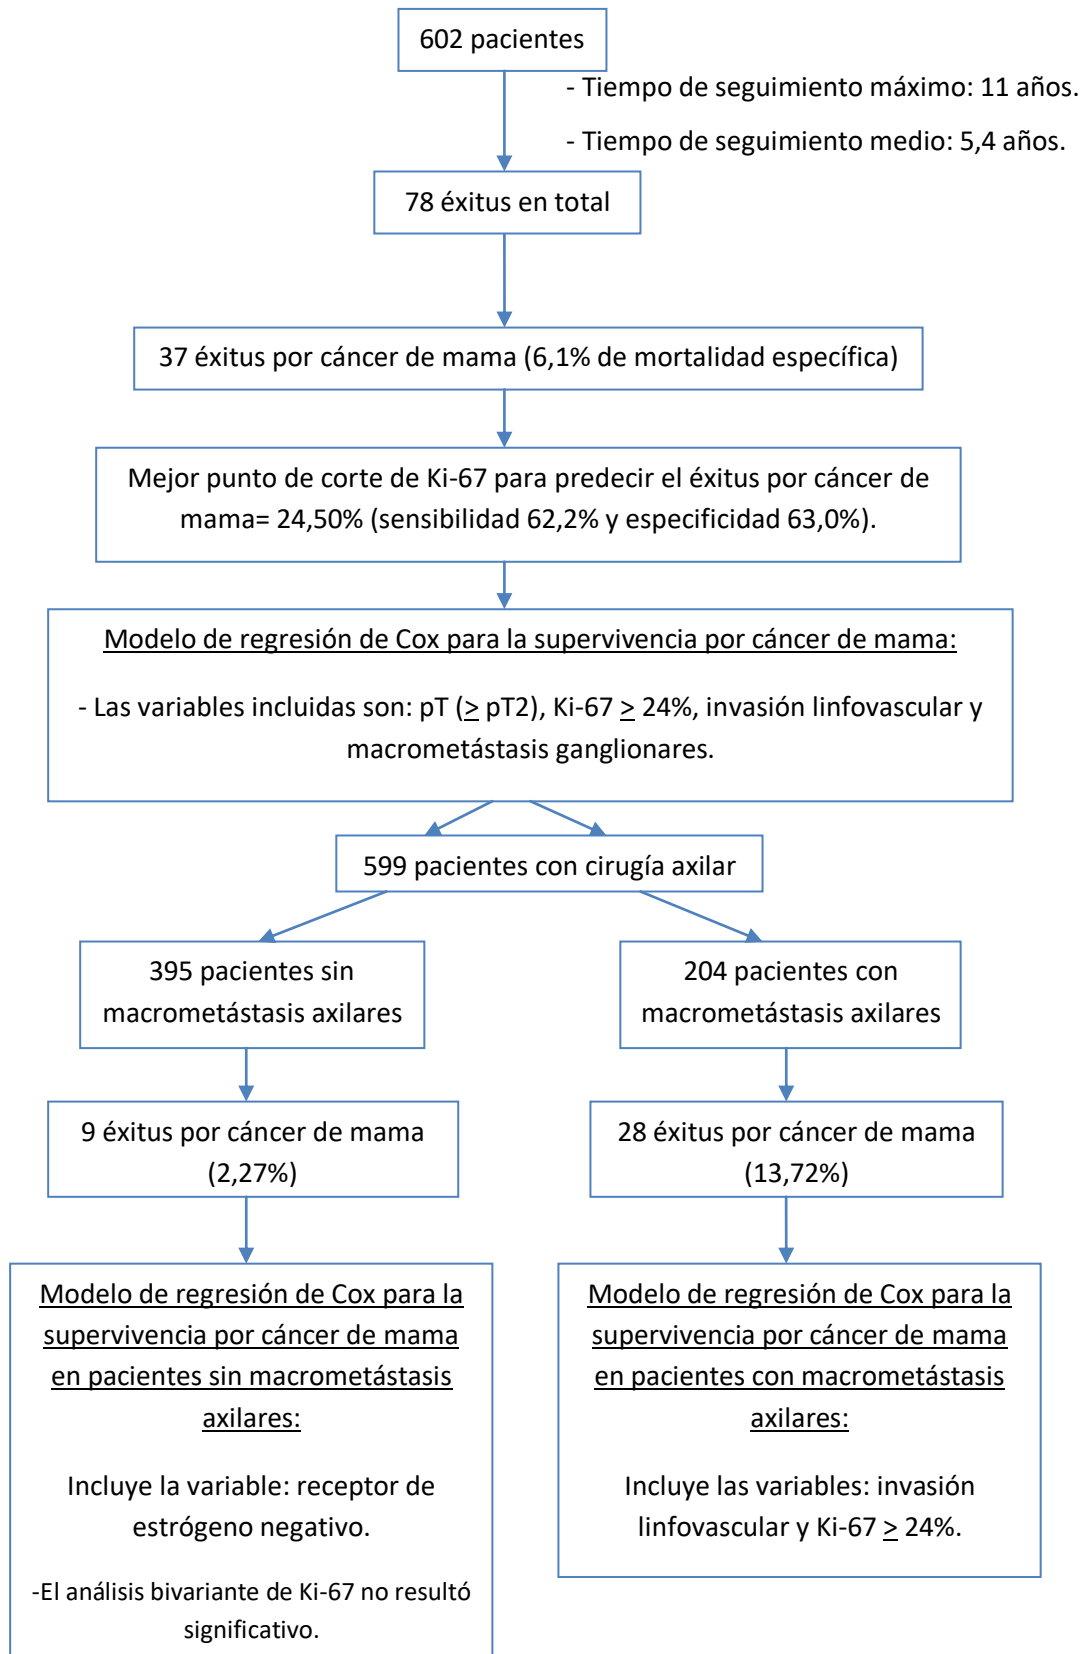 602 pacientes
- Tiempo de seguimiento máximo: 11 años.
- Tiempo de seguimiento medio: 5,4 años.
78 éxitus en total
37 éxitus por cáncer de mama (6,1% de mortalidad específica)
Mejor punto de corte de Ki-67 para predecir el éxitus por cáncer de
mama= 24,50% (sensibilidad 62,2% y especificidad 63,0%).
Modelo de regresión de Cox para la supervivencia por cáncer de mama:
- Las variables incluidas son: pT (≥ pT2), Ki-67 ≥ 24%, invasión linfovascular y
macrometástasis ganglionares.
599 pacientes con cirugía axilar
395 pacientes sin
macrometástasis axilares
204 pacientes con
macrometástasis axilares
9 éxitus por cáncer de mama
(2,27%)
28 éxitus por cáncer de mama
(13,72%)
Modelo de regresión de Cox para la
supervivencia por cáncer de mama
en pacientes sin macrometástasis
axilares:
Incluye la variable: receptor de
estrógeno negativo.
-El análisis bivariante de Ki-67 no resultó
significativo.
Modelo de regresión de Cox para la
supervivencia por cáncer de mama
en pacientes con macrometástasis
axilares:
Incluye las variables: invasión
linfovascular y Ki-67 ≥ 24%.